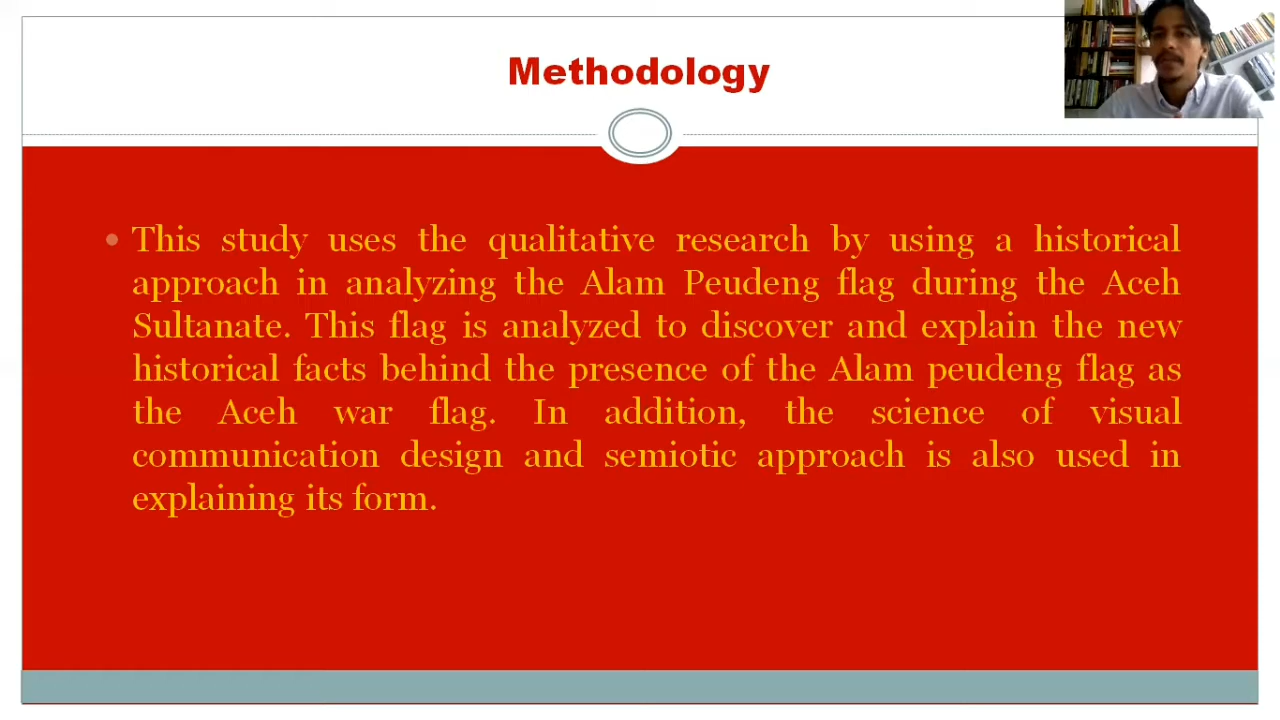 Methodology
• This study uses the qualitative research by using a historical
approach in analyzing the Alam Peudeng flag during the Aceh
Sultanate. This flag is analyzed to discover and explain the new
historical facts behind the presence of the Alam peudeng flag as
the Aceh war flag. In addition, the science of visual
communication design and semiotic approach is also used in
explaining its form.